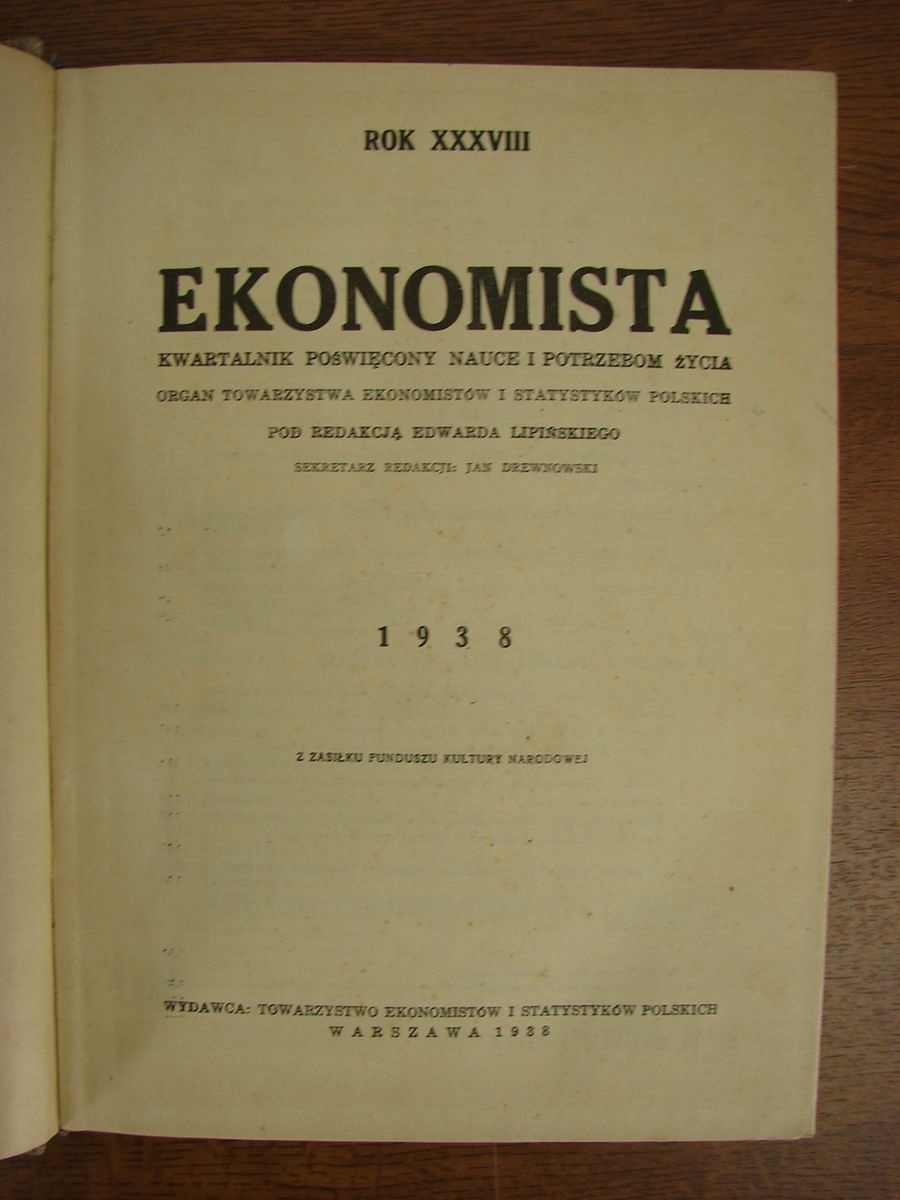 ROK XXXVIII
EKONOMISTA
KWARTALNIK POŚWIĘCONY NAUCE I POTRZEBOM ŻYCIA
ORGAN TOWARZYSTWA EKONOMISTÓW I STATYSTYKÓW POLSKICH
POD REDAKCJĄ EDWARDA LIPIŃSKIEGO
SEKRETARZ REDAKCJI: JAN DREWNOWSKI
1938
Z ZASIŁKU FUNDUSZU KULTURY NARODOWEJ
WYDAWCA: TOWARZYSTWO EKONOMISTÓW I STATYSTYKÓW POLSKICH
WARSZAWA 1938